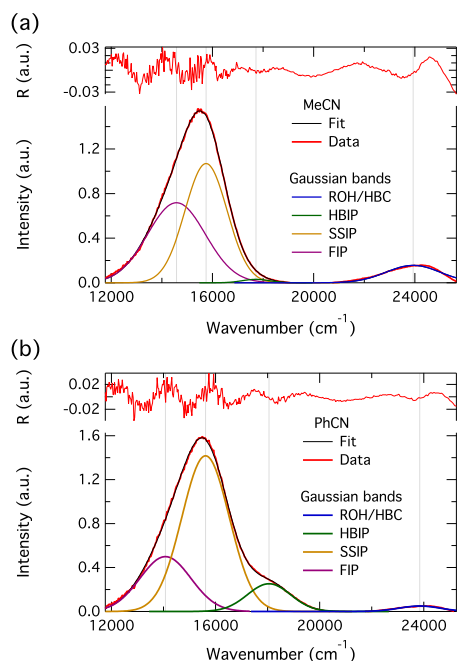 (a)
R (a.u.)
0.03
-0.03
Intensity (a.u.)
1.2
0.8
0.4
0.0
MeCN
Fit
Data
Gaussian bands
ROH/HBC
HBIP
SSIP
FIP
12000 16000 20000 24000
Wavenumber (cm⁻¹)
(b)
R (a.u.)
0.02
-0.02
Intensity (a.u.)
1.6
1.2
0.8
0.4
0.0
PhCN
Fit
Data
Gaussian bands
ROH/HBC
HBIP
SSIP
FIP
12000 16000 20000 24000
Wavenumber (cm⁻¹)